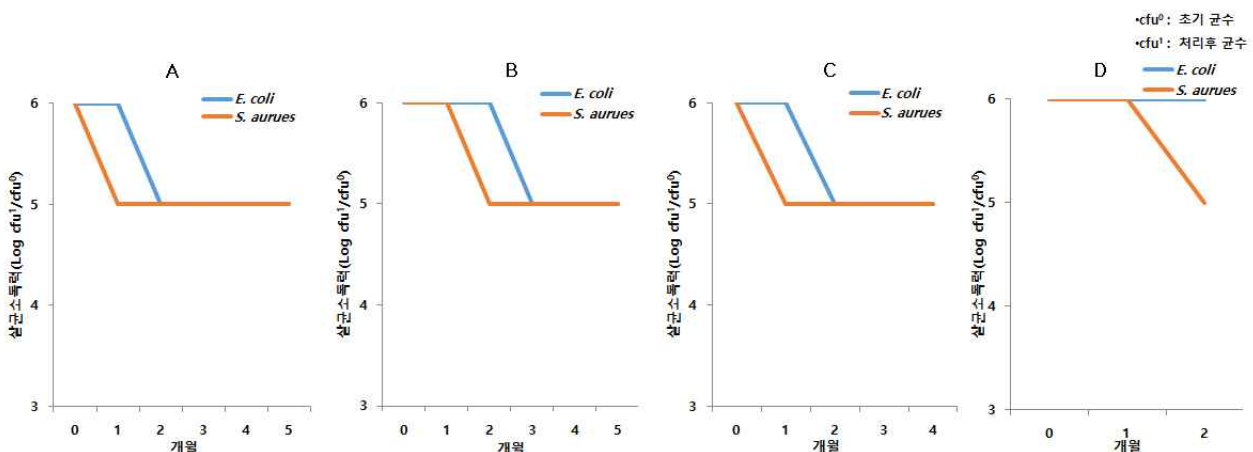 •cfu⁰ : 초기 균수
•cfu¹ : 처리후 균수
A
E. coli
S. aurues
6
5
4
3
0 1 2 3 4 5
개월
살균소독력(Log cfu¹/cfu⁰)
B
E. coli
S. aurues
6
5
4
3
0 1 2 3 4 5
개월
살균소독력(Log cfu¹/cfu⁰)
C
E. coli
S. aurues
6
5
4
3
0 1 2 3 4
개월
살균소독력(Log cfu¹/cfu⁰)
D
E. coli
S. aurues
6
5
4
3
0 1 2
개월
살균소독력(Log cfu¹/cfu⁰)